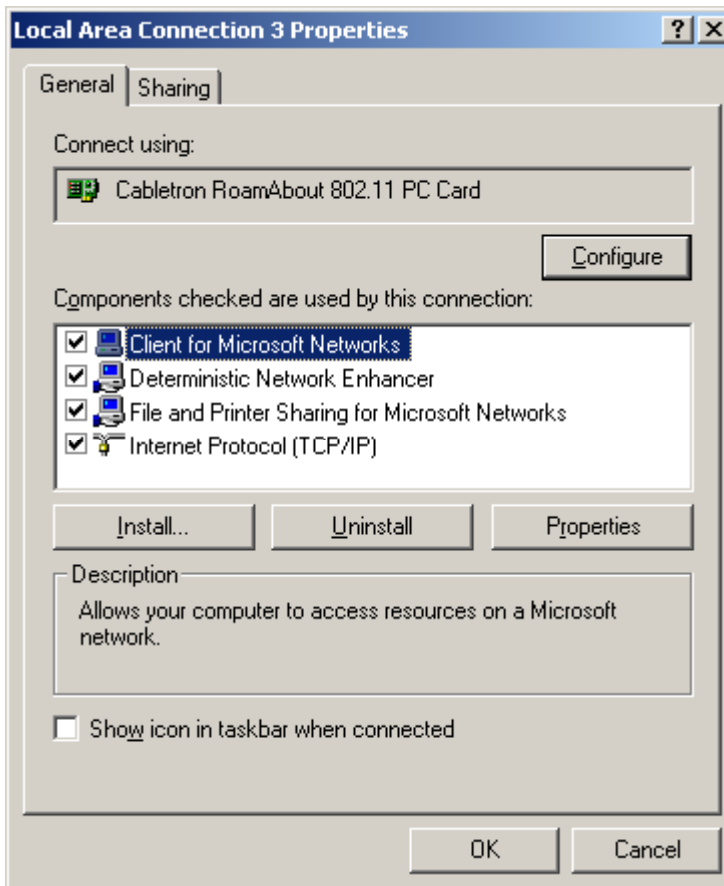 Local Area Connection 3 Properties
General
Sharing
Connect using:
Cabletron RoamAbout 802.11 PC Card
Configure
Components checked are used by this connection:
Client for Microsoft Networks
Deterministic Network Enhancer
File and Printer Sharing for Microsoft Networks
Internet Protocol (TCP/IP)
Install...
Uninstall
Properties
Description
Allows your computer to access resources on a Microsoft
network.
Show icon in taskbar when connected
OK
Cancel